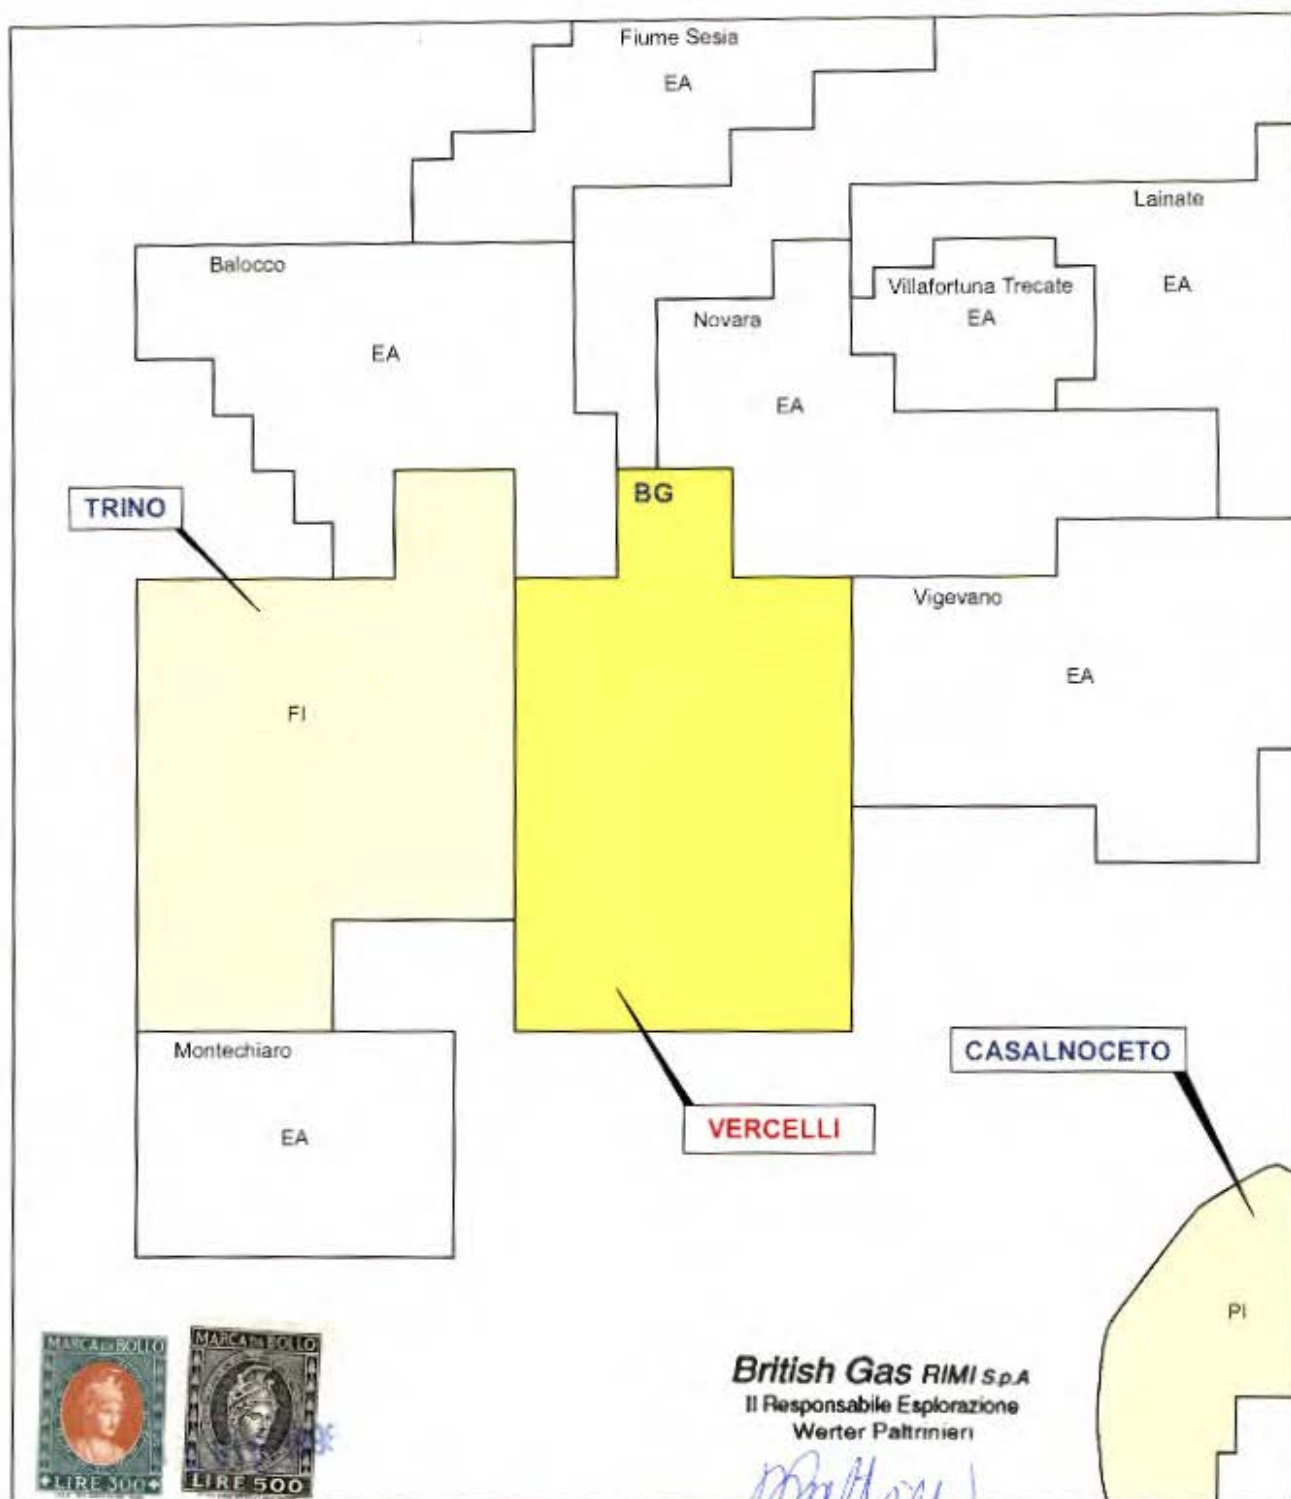 Fiume Sesia
EA
Lainate
EA
Balocco
EA
Villafortuna Trecate
EA
Novara
EA
TRINO
BG
Vigevano
EA
FI
Montechiaro
EA
CASALNOCETO
VERCELLI
PI
MARCA DA BOLLO
LIRE 300
MARCA DA BOLLO
LIRE 500
British Gas RIMI S.p.A
Il Responsabile Esplorazione
Werter Paltrinieri